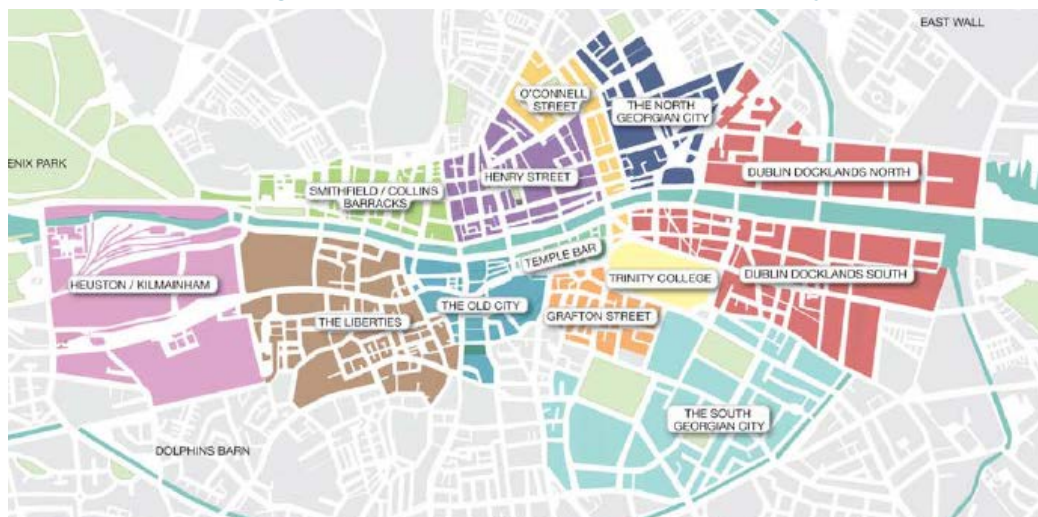 EAST WALL
O'CONNELL
STREET
THE NORTH
GEORGIAN CITY
ENIX PARK
SMITHFIELD / COLLINS
BARRACKS
HENRY STREET
DUBLIN DOCKLANDS NORTH
TEMPLE BAR
HEUSTON / KILMAINHAM
THE LIBERTIES
THE OLD CITY
TRINITY COLLEGE
DUBLIN DOCKLANDS SOUTH
GRAFTON STREET
THE SOUTH
GEORGIAN CITY
DOLPHINS BARN